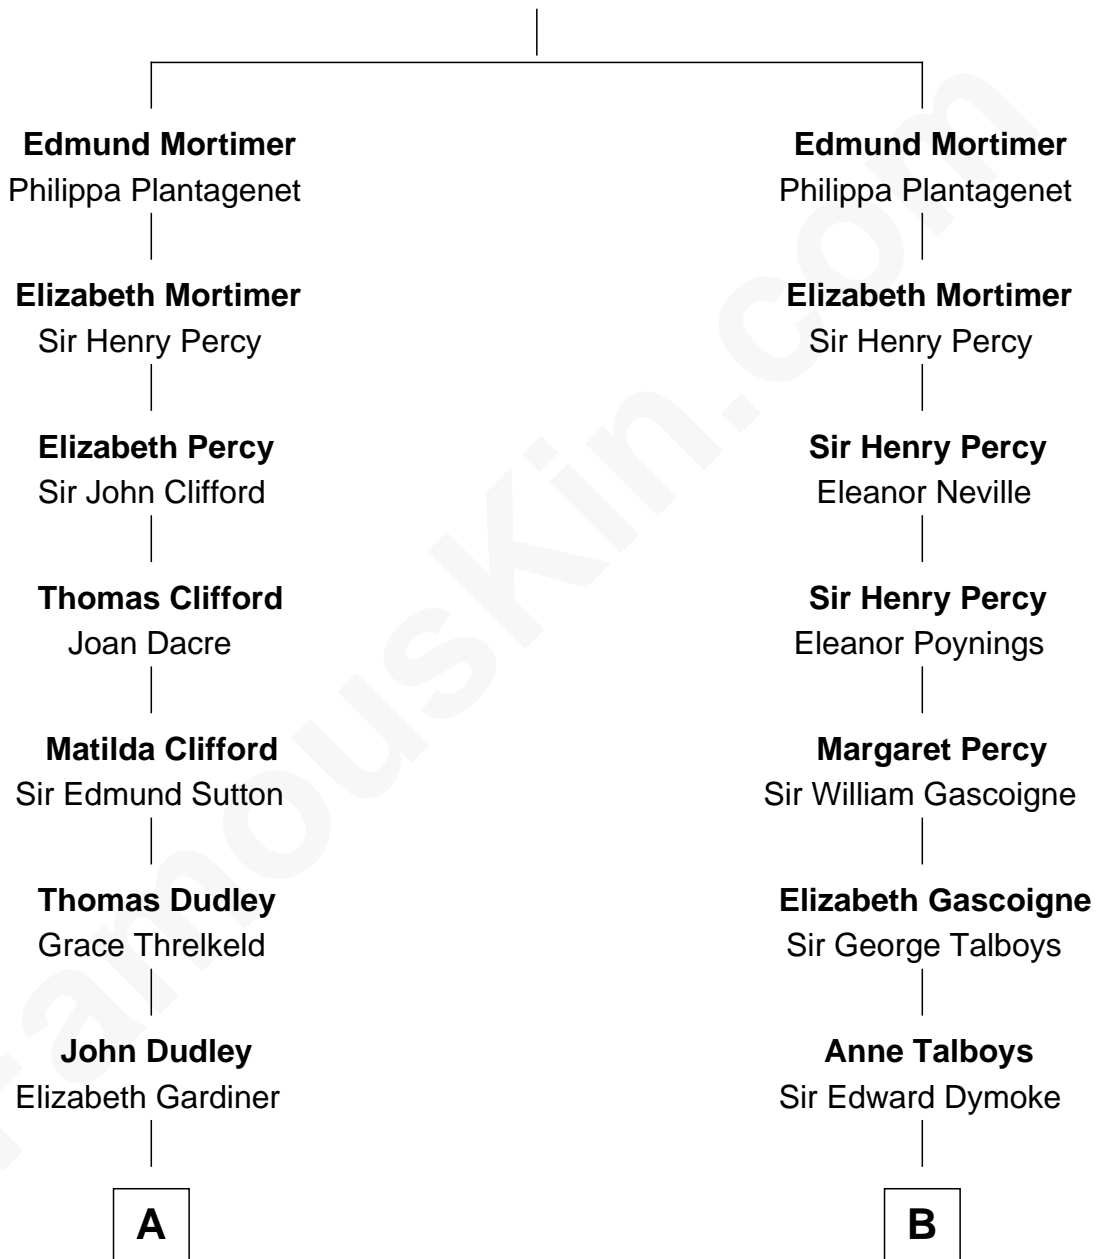 Edmund Mortimer
Philippa Plantagenet
Elizabeth Mortimer
Sir Henry Percy
Elizabeth Percy
Sir John Clifford
Thomas Clifford
Joan Dacre
Matilda Clifford
Sir Edmund Sutton
Thomas Dudley
Grace Threlkeld
John Dudley
Elizabeth Gardiner
A
Edmund Mortimer
Philippa Plantagenet
Elizabeth Mortimer
Sir Henry Percy
Sir Henry Percy
Eleanor Neville
Sir Henry Percy
Eleanor Poynings
Margaret Percy
Sir William Gascoigne
Elizabeth Gascoigne
Sir George Talboys
Anne Talboys
Sir Edward Dymoke
B
FamousKin.com